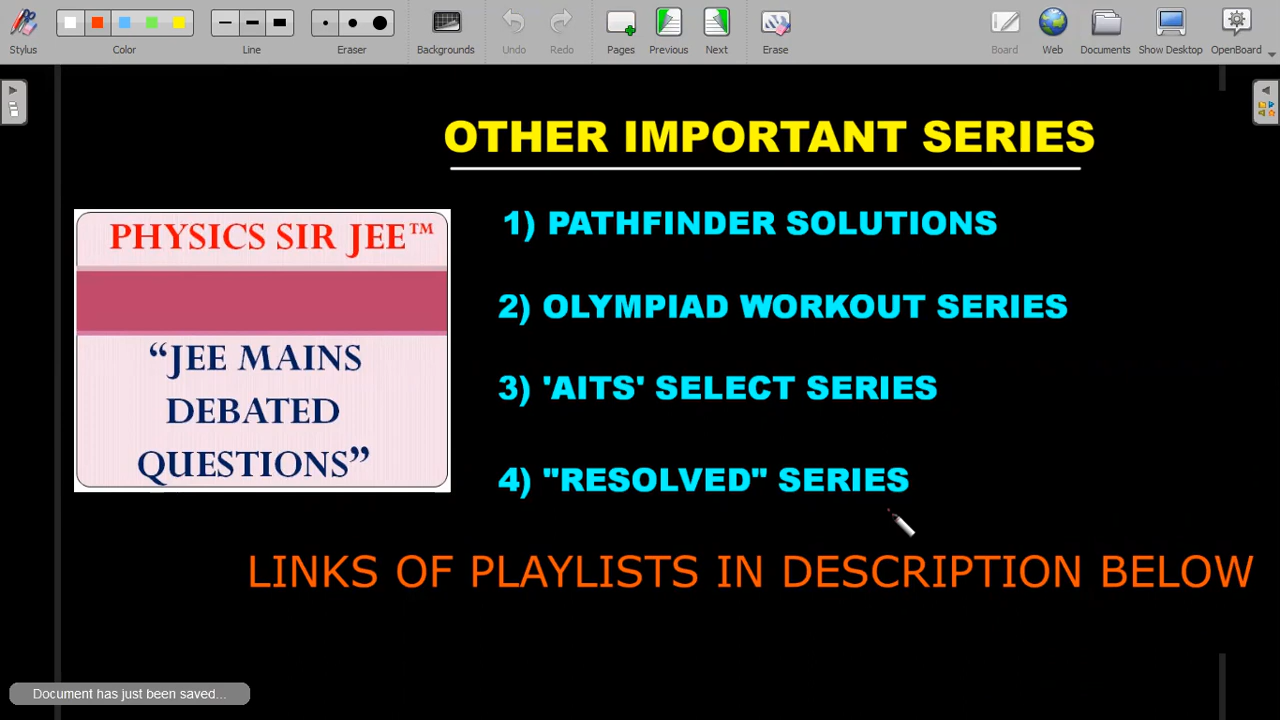 Stylus
Color
Line
Eraser
Backgrounds
Undo
Redo
Pages
Previous
Next
Erase
Board
Web
Documents
Show Desktop
OpenBoard
OTHER IMPORTANT SERIES
PHYSICS SIR JEE™
“JEE MAINS
DEBATED
QUESTIONS”
1) PATHFINDER SOLUTIONS
2) OLYMPIAD WORKOUT SERIES
3) 'AITS' SELECT SERIES
4) "RESOLVED" SERIES
LINKS OF PLAYLISTS IN DESCRIPTION BELOW
Document has just been saved...